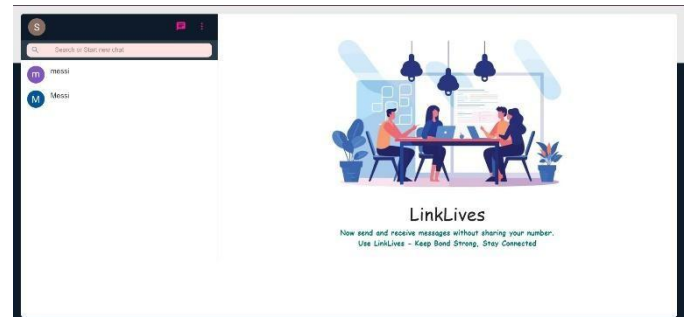 S
Search or Start new chat
m messi
M Messi
LinkLives
Now send and receive messages without sharing your number.
Use LinkLives - Keep Bond Strong, Stay Connected